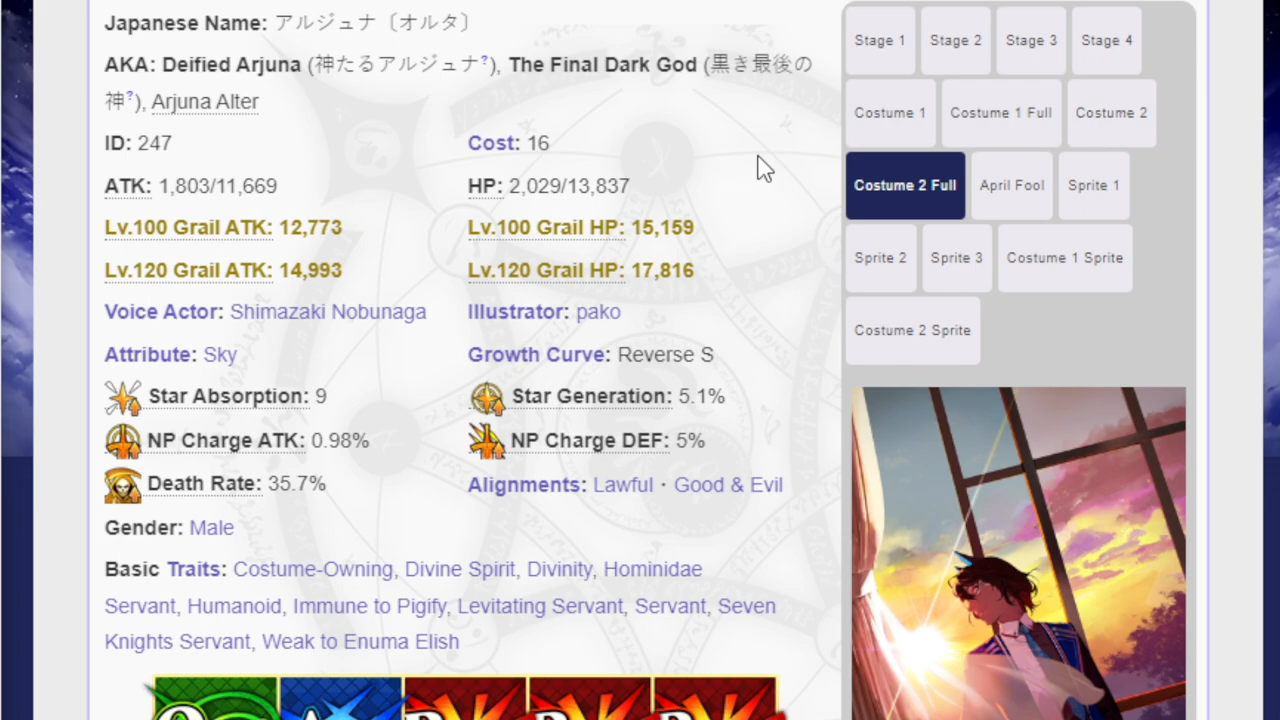 Japanese Name: アルジュナ〔オルタ〕
AKA: Deified Arjuna (神たるアルジュナ?), The Final Dark God (黒き最後の
神?), Arjuna Alter
ID: 247
Cost: 16
ATK: 1,803/11,669
HP: 2,029/13,837
Lv.100 Grail ATK: 12,773
Lv.100 Grail HP: 15,159
Lv.120 Grail ATK: 14,993
Lv.120 Grail HP: 17,816
Voice Actor: Shimazaki Nobunaga
Illustrator: pako
Attribute: Sky
Growth Curve: Reverse S
Star Absorption: 9
Star Generation: 5.1%
NP Charge ATK: 0.98%
NP Charge DEF: 5%
Death Rate: 35.7%
Alignments: Lawful・Good & Evil
Gender: Male
Basic Traits: Costume-Owning, Divine Spirit, Divinity, Hominidae
Servant, Humanoid, Immune to Pigify, Levitating Servant, Servant, Seven
Knights Servant, Weak to Enuma Elish
Stage 1
Stage 2
Stage 3
Stage 4
Costume 1
Costume 1 Full
Costume 2
Costume 2 Full
April Fool
Sprite 1
Sprite 2
Sprite 3
Costume 1 Sprite
Costume 2 Sprite